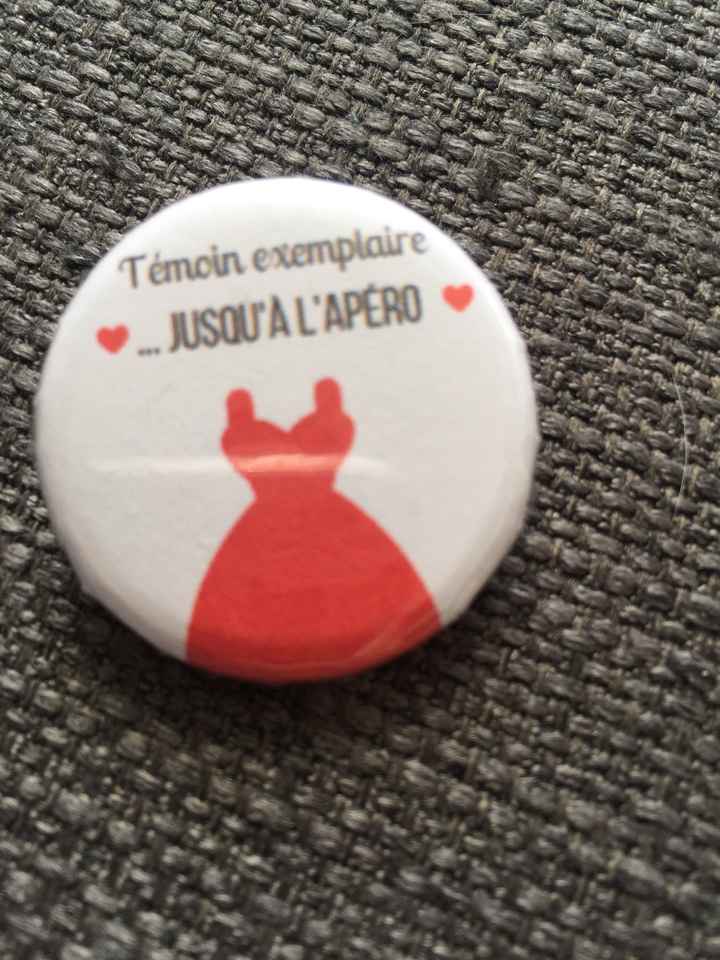 Témoin exemplaire
... JUSQU'À L'APÉRO